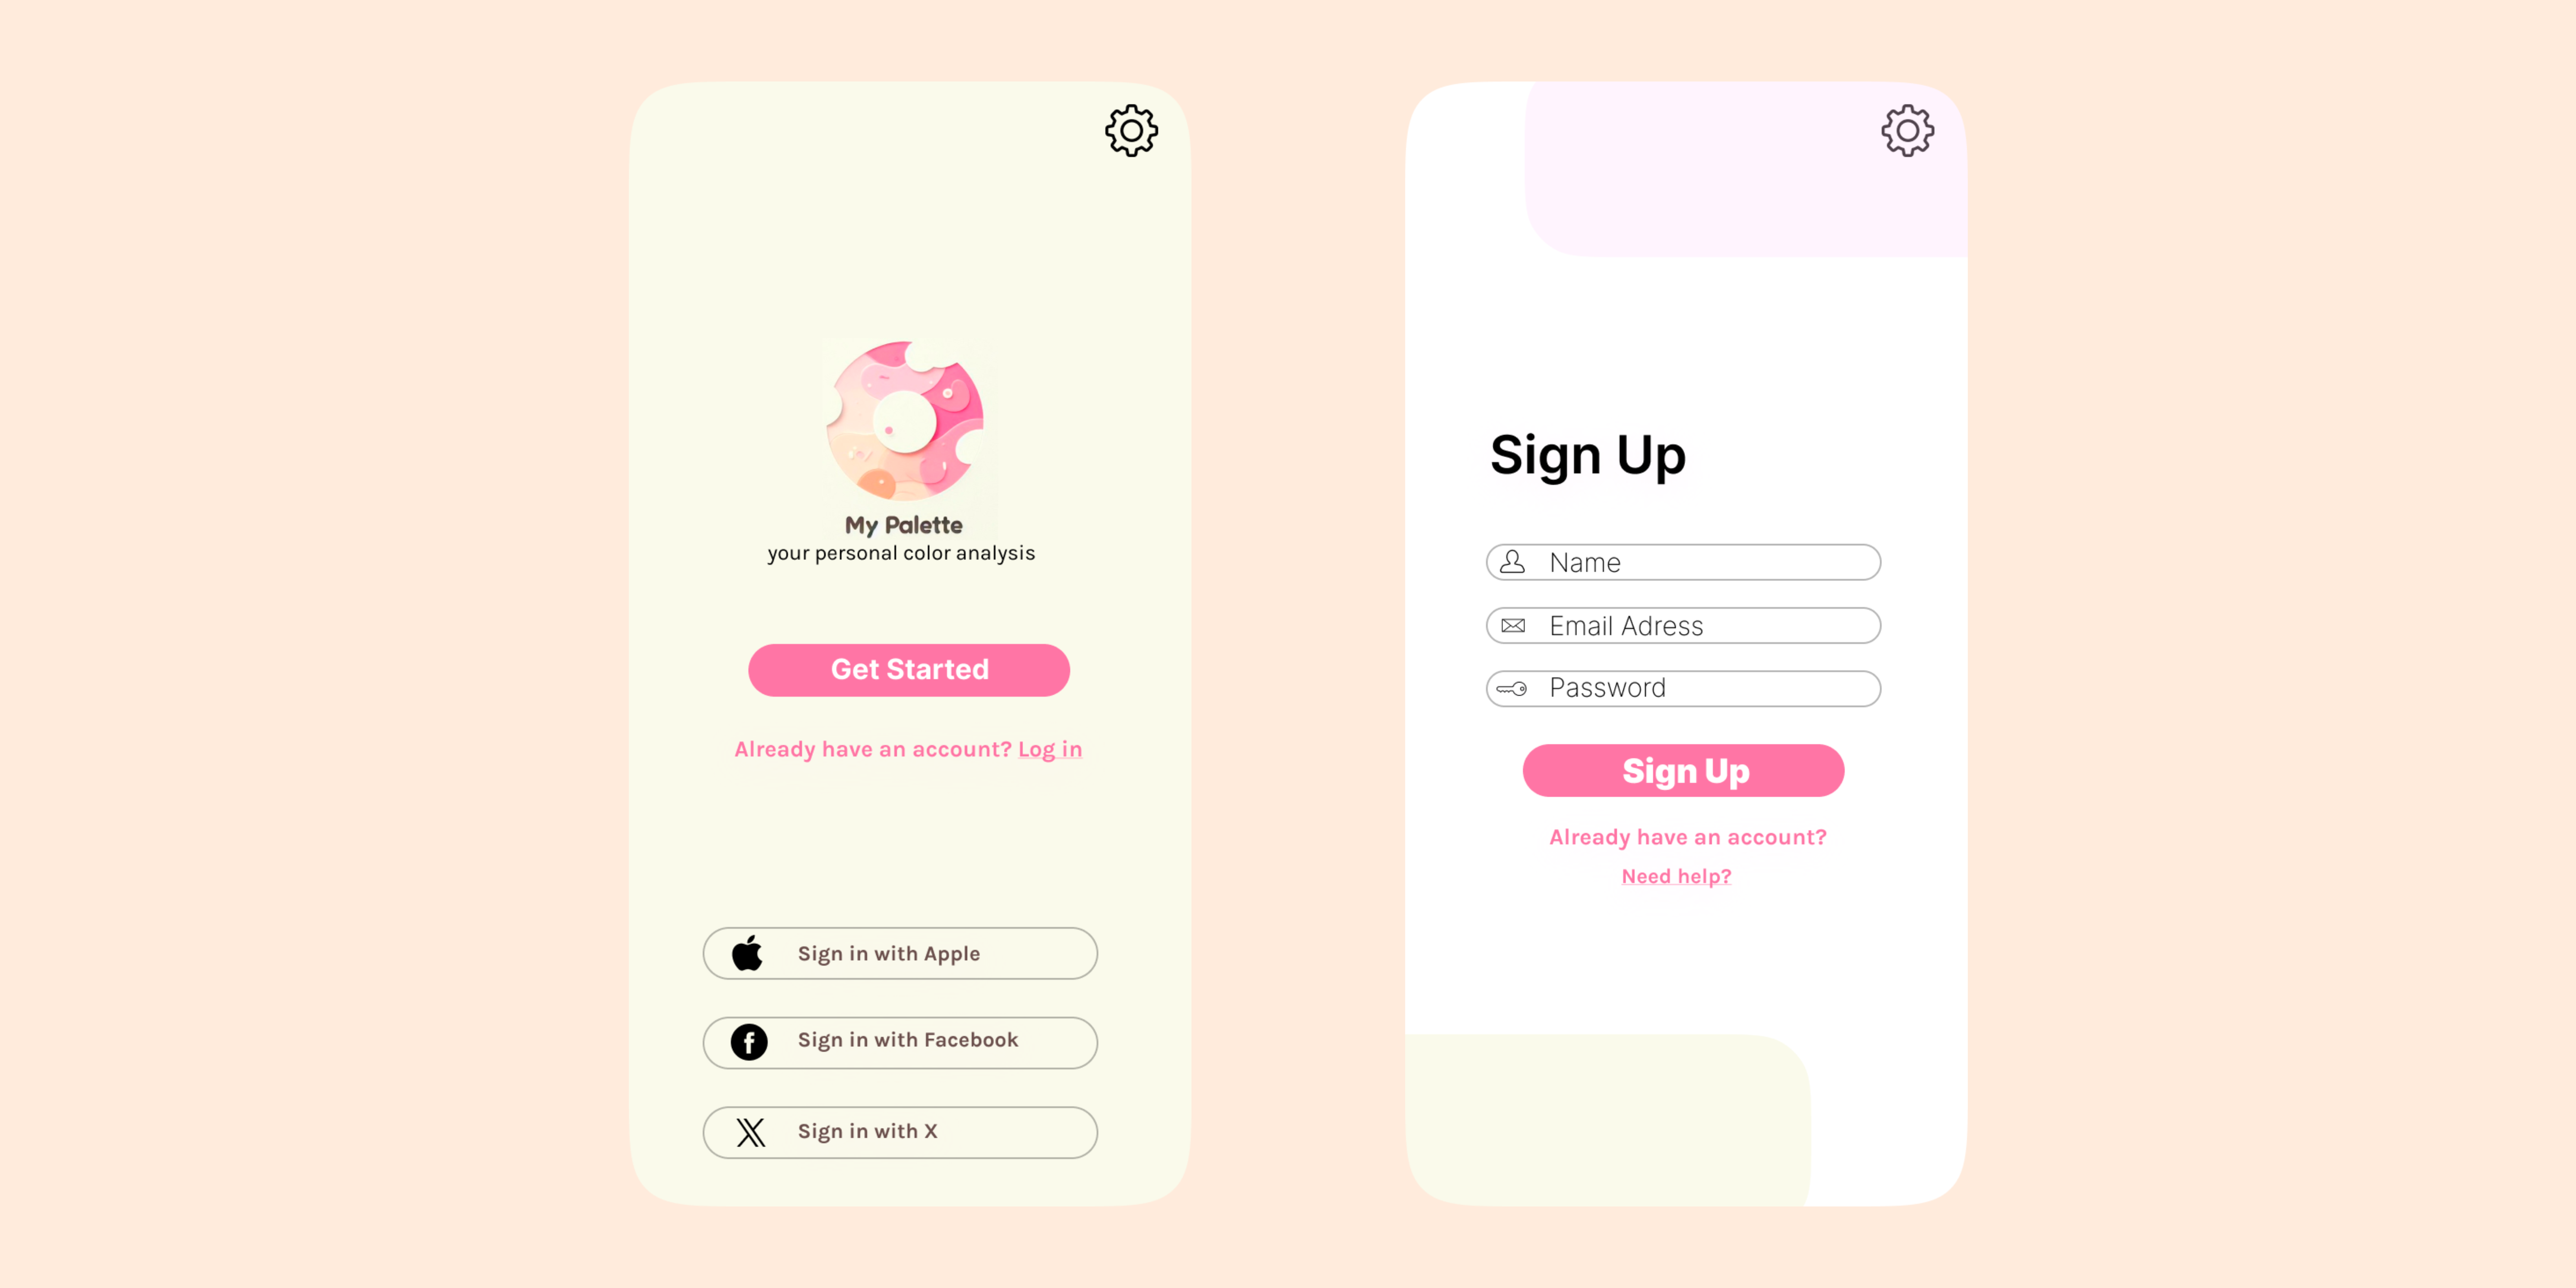 My Palette
your personal color analysis
Get Started
Already have an account? Log in
Sign in with Apple
Sign in with Facebook
Sign in with X
Sign Up
Name
Email Adress
Password
Sign Up
Already have an account?
Need help?